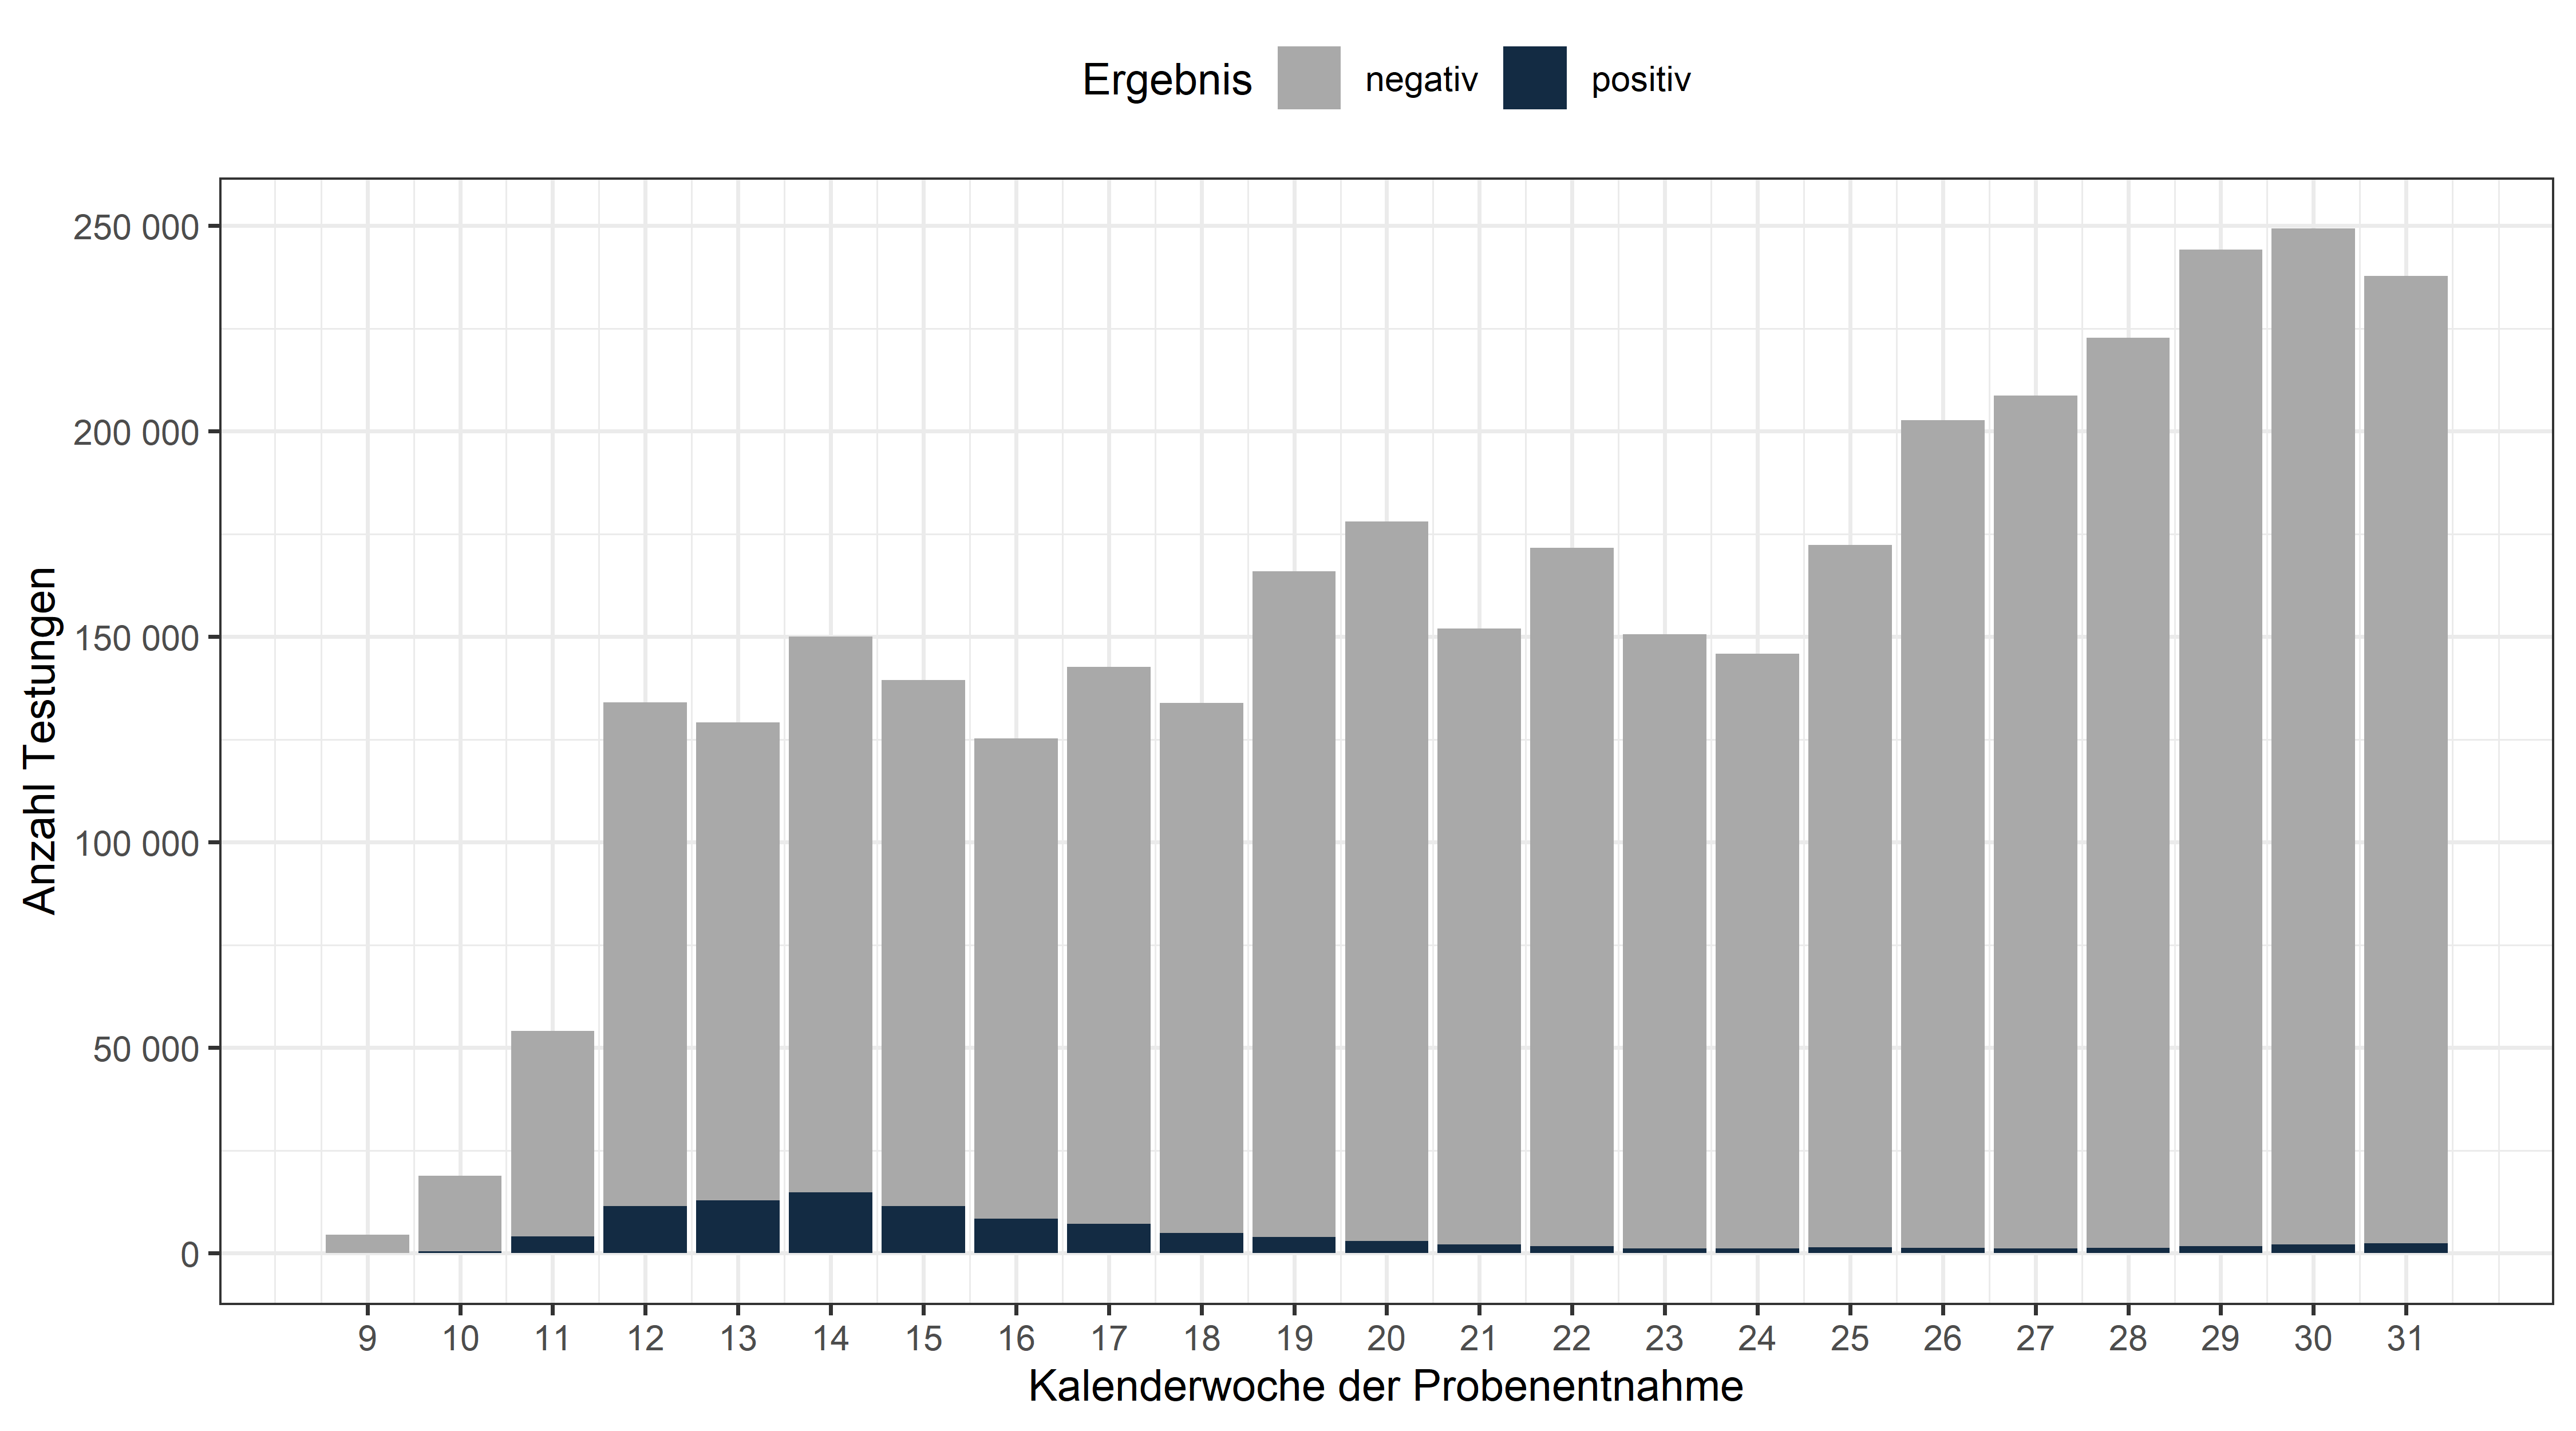 Ergebnis negativ positiv
250 000
200 000
150 000
100 000
50 000
0
Anzahl Testungen
9 10 11 12 13 14 15 16 17 18 19 20 21 22 23 24 25 26 27 28 29 30 31
Kalenderwoche der Probenentnahme